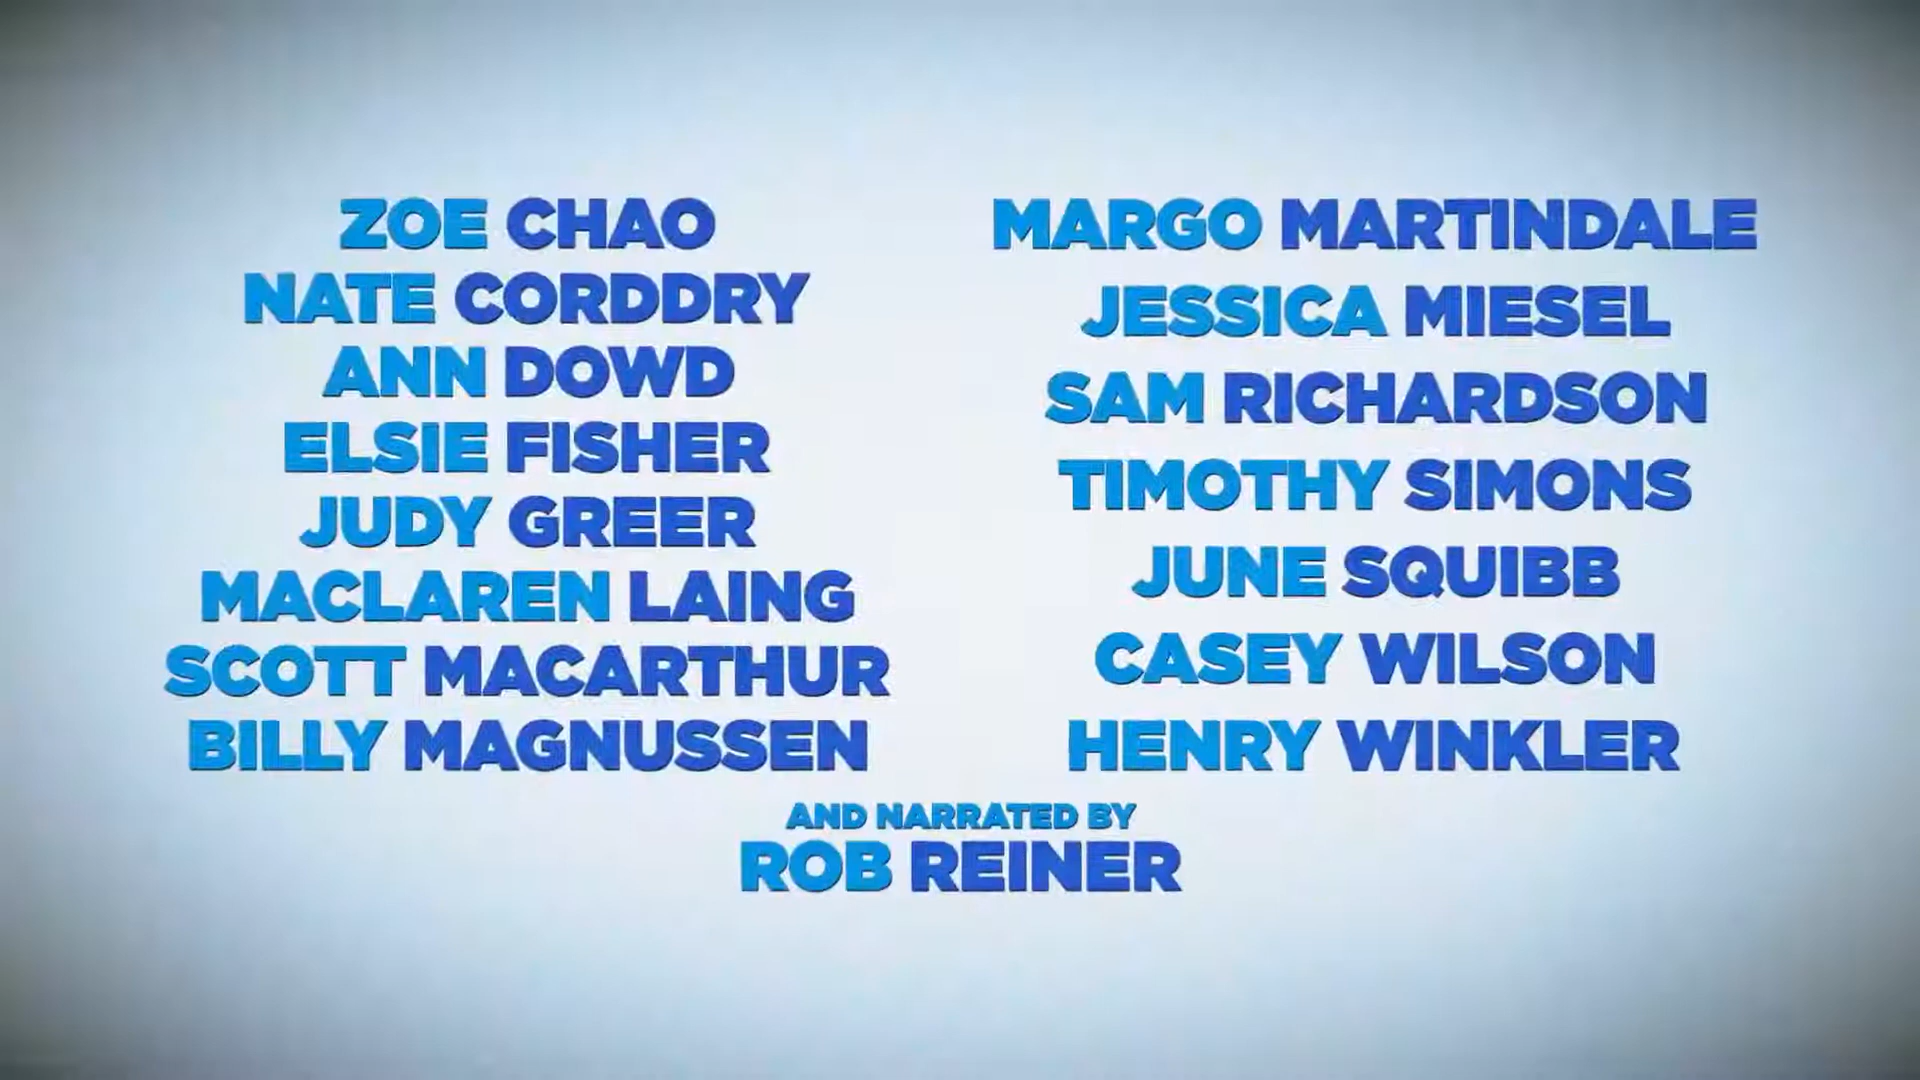 ZOE CHAO
NATE CORDDRY
ANN DOWD
ELSIE FISHER
JUDY GREER
MACLAREN LAING
SCOTT MACARTHUR
BILLY MAGNUSSEN
MARGO MARTINDALE
JESSICA MIESEL
SAM RICHARDSON
TIMOTHY SIMONS
JUNE SQUIBB
CASEY WILSON
HENRY WINKLER
AND NARRATED BY
ROB REINER